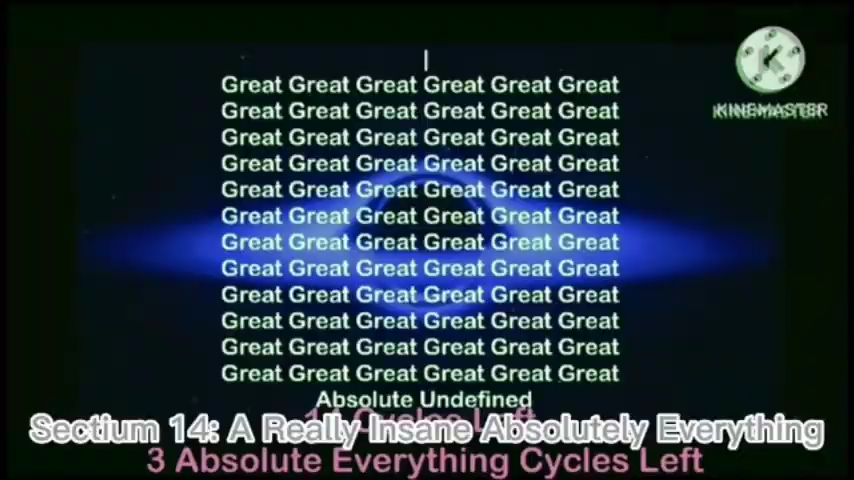 |
Great Great Great Great Great Great
Great Great Great Great Great Great
Great Great Great Great Great Great
Great Great Great Great Great Great
Great Great Great Great Great Great
Great Great Great Great Great Great
Great Great Great Great Great Great
Great Great Great Great Great Great
Great Great Great Great Great Great
Great Great Great Great Great Great
Great Great Great Great Great Great
Great Great Great Great Great Great
Absolute Undefined
Cycles Left
Sectium 14: A Really Insane Absolutely Everything
3 Absolute Everything Cycles Left
K
KINEMASTER